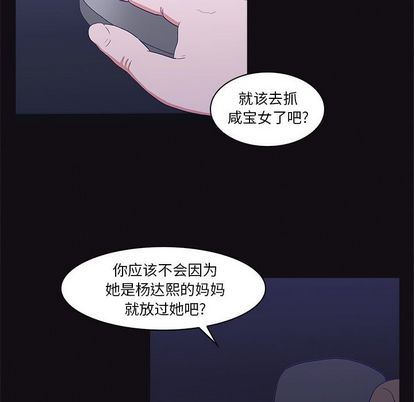 就该去抓
咸宝女了吧?
你应该不会因为
她是杨达熙的妈妈
就放过她吧?